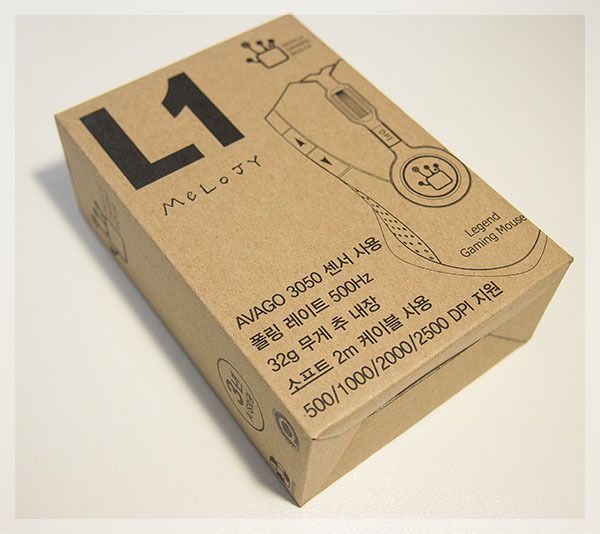 L1
MeLoJY
DPI
Legend
Gaming Mouse
AVAGO 3050 센서 사용
폴링 레이트 500Hz
32g 무게 추 내장
소프트 2m 케이블 사용
500/1000/2000/2500 DPI 지원